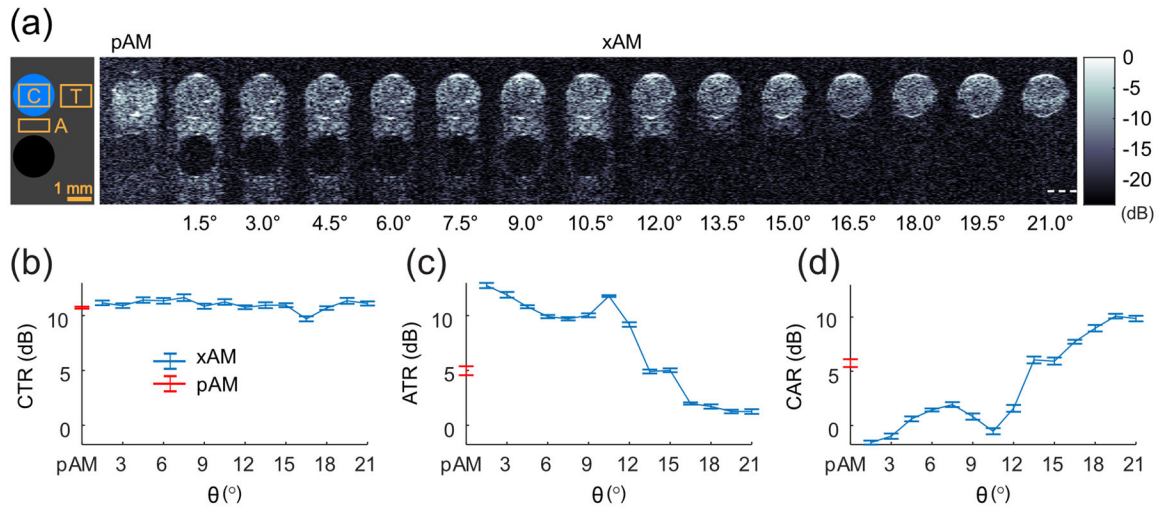 (a)
pAM
xAM
C
T
A
1 mm
0
-5
-10
-15
-20
(dB)
1.5° 3.0° 4.5° 6.0° 7.5° 9.0° 10.5° 12.0° 13.5° 15.0° 16.5° 18.0° 19.5° 21.0°
(b)
CTR (dB)
10
5
0
xAM
pAM
pAM 3 6 9 12 15 18 21
θ (°)
(c)
ATR (dB)
10
5
0
pAM 3 6 9 12 15 18 21
θ (°)
(d)
CAR (dB)
10
5
0
pAM 3 6 9 12 15 18 21
θ (°)